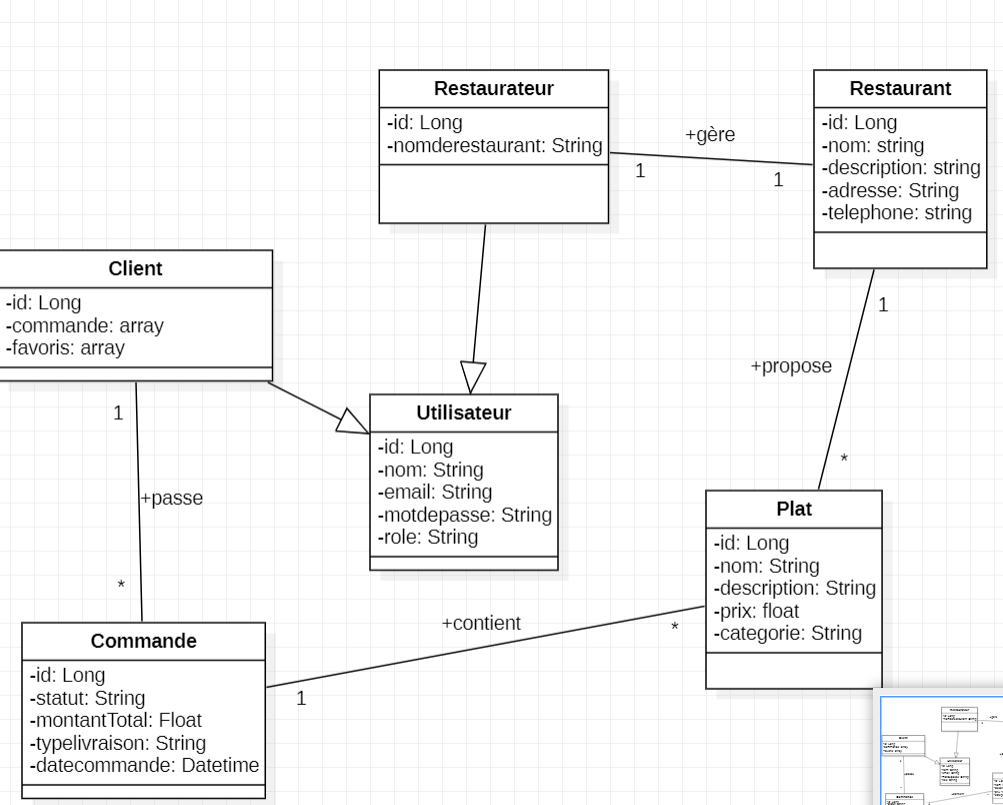 Restaurateur
-id: Long
-nomderestaurant: String
+gère
1
1
Restaurant
-id: Long
-nom: string
-description: string
-adresse: String
-telephone: string
Client
-id: Long
-commande: array
-favoris: array
1
+propose
*
1
+passe
*
Utilisateur
-id: Long
-nom: String
-email: String
-motdepasse: String
-role: String
Plat
-id: Long
-nom: String
-description: String
-prix: float
-categorie: String
+contient
*
1
Commande
-id: Long
-statut: String
-montantTotal: Float
-typelivraison: String
-datecommande: Datetime